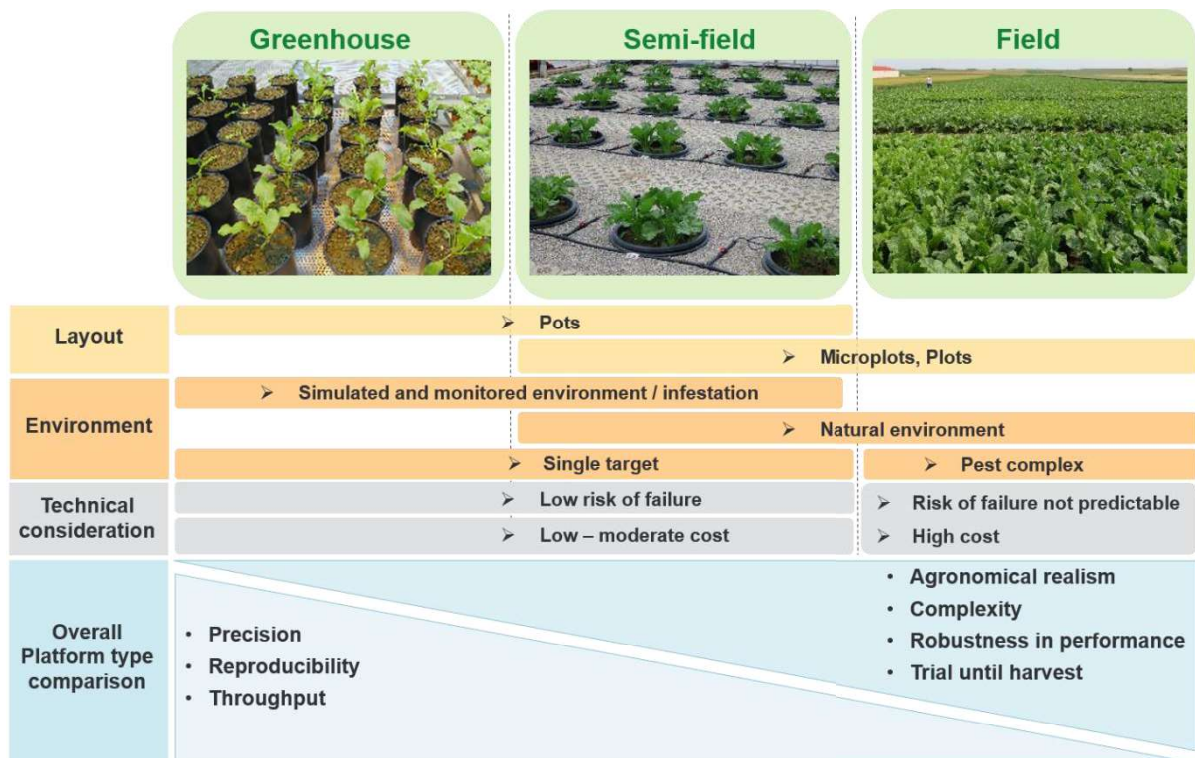 Greenhouse
Semi-field
Field
Layout
➢ Pots
➢ Microplots, Plots
Environment
➢ Simulated and monitored environment / infestation
➢ Natural environment
➢ Single target
➢ Pest complex
Technical
consideration
➢ Low risk of failure
➢ Low – moderate cost
➢ Risk of failure not predictable
➢ High cost
Overall
Platform type
comparison
• Precision
• Reproducibility
• Throughput
• Agronomical realism
• Complexity
• Robustness in performance
• Trial until harvest